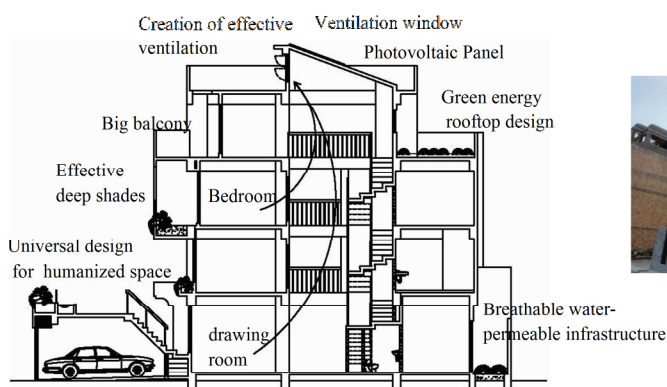 Creation of effective
ventilation
Ventilation window
Photovoltaic Panel
Green energy
rooftop design
Big balcony
Effective
deep shades
Bedroom
Universal design
for humanized space
drawing
room
Breathable water-
permeable infrastructure